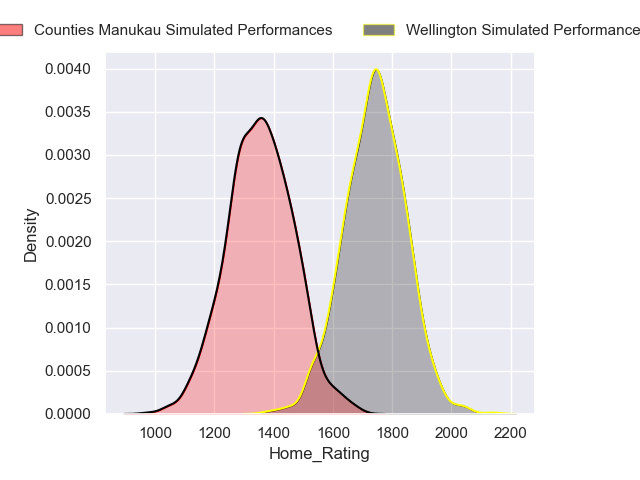 Counties Manukau Simulated Performances
Wellington Simulated Performance
0.0040
0.0035
0.0030
0.0025
0.0020
0.0015
0.0010
0.0005
0.0000
Density
1000 1200 1400 1600 1800 2000 2200
Home_Rating